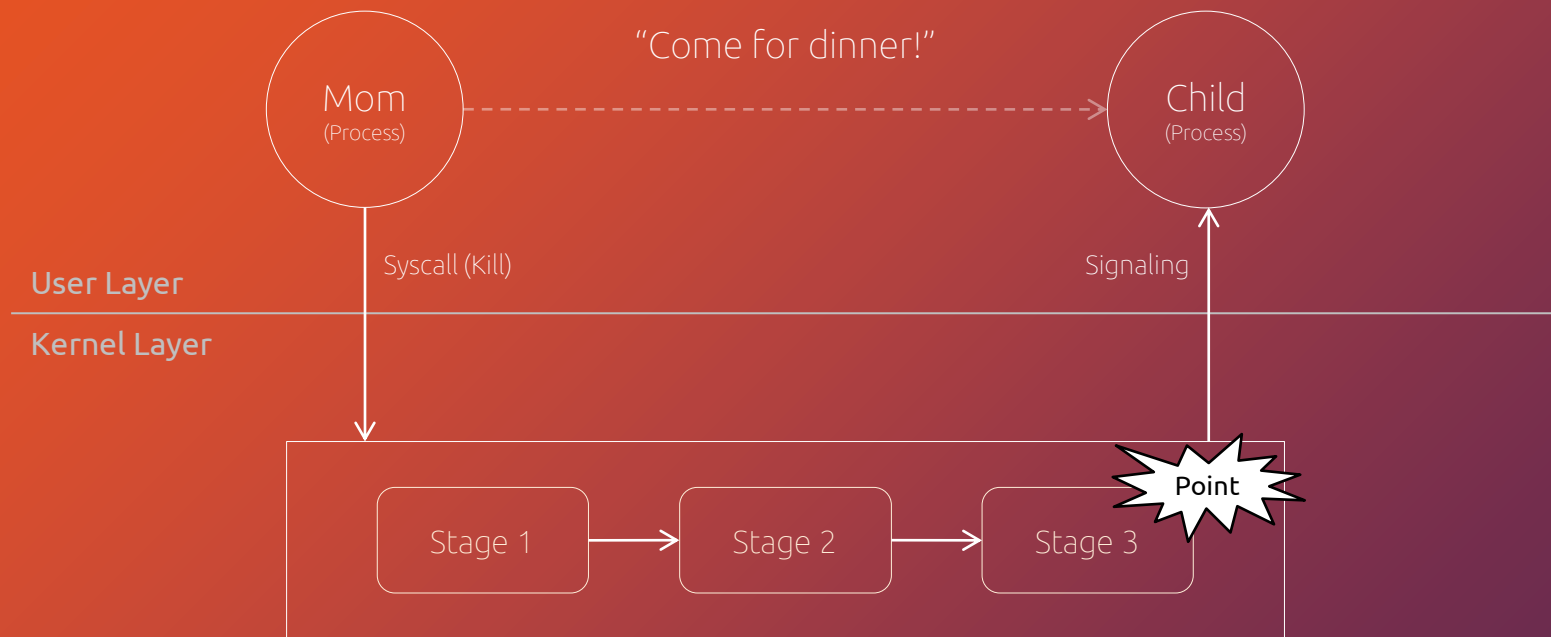 “Come for dinner!”
Mom
(Process)
Child
(Process)
Syscall (Kill)
Signaling
User Layer
Kernel Layer
Point
Stage 1
Stage 2
Stage 3